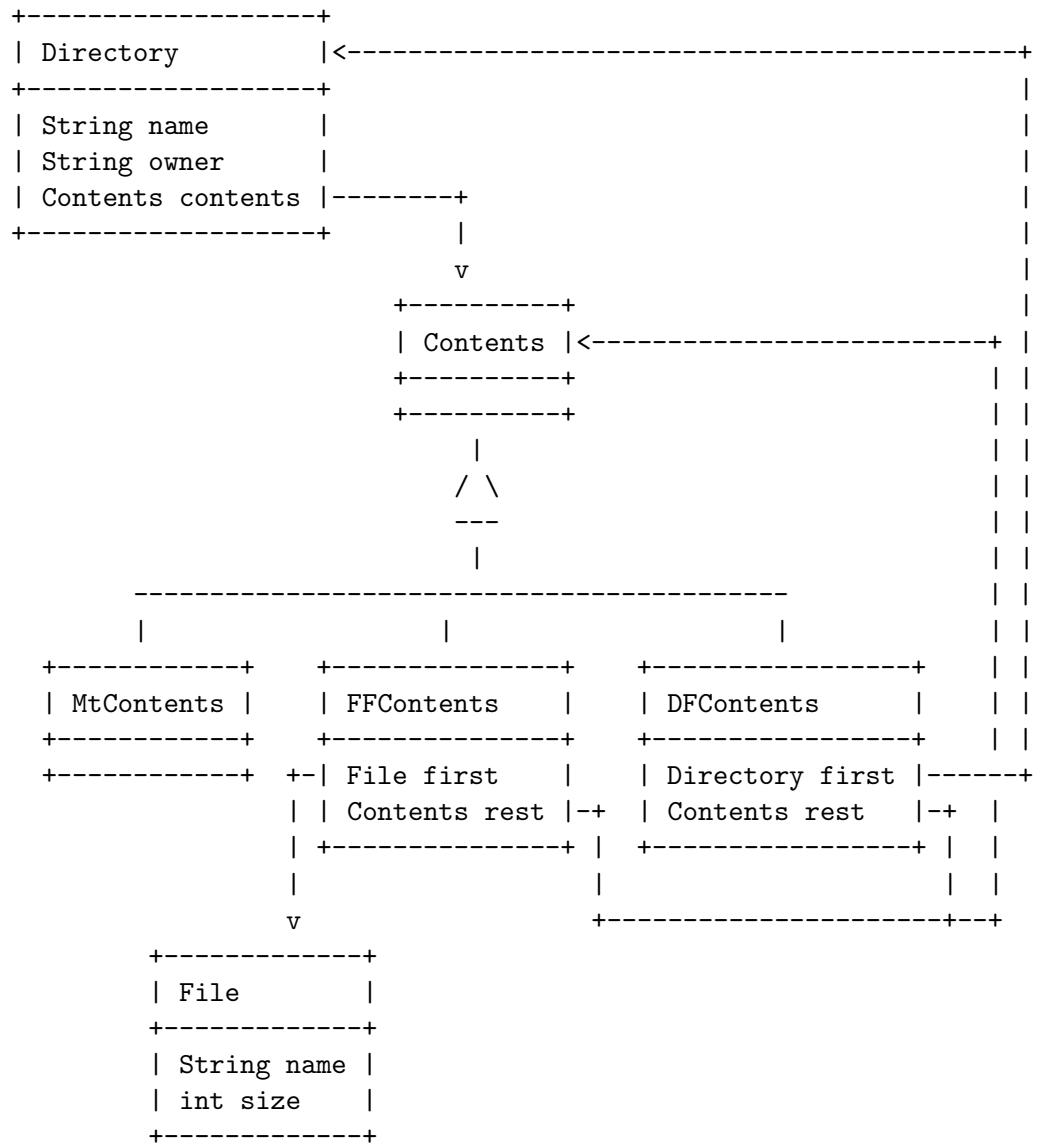 Directory
String name
String owner
Contents contents
v
Contents
MtContents FFContents DFContents
File first Directory first
Contents rest Contents rest
v
File
String name
int size